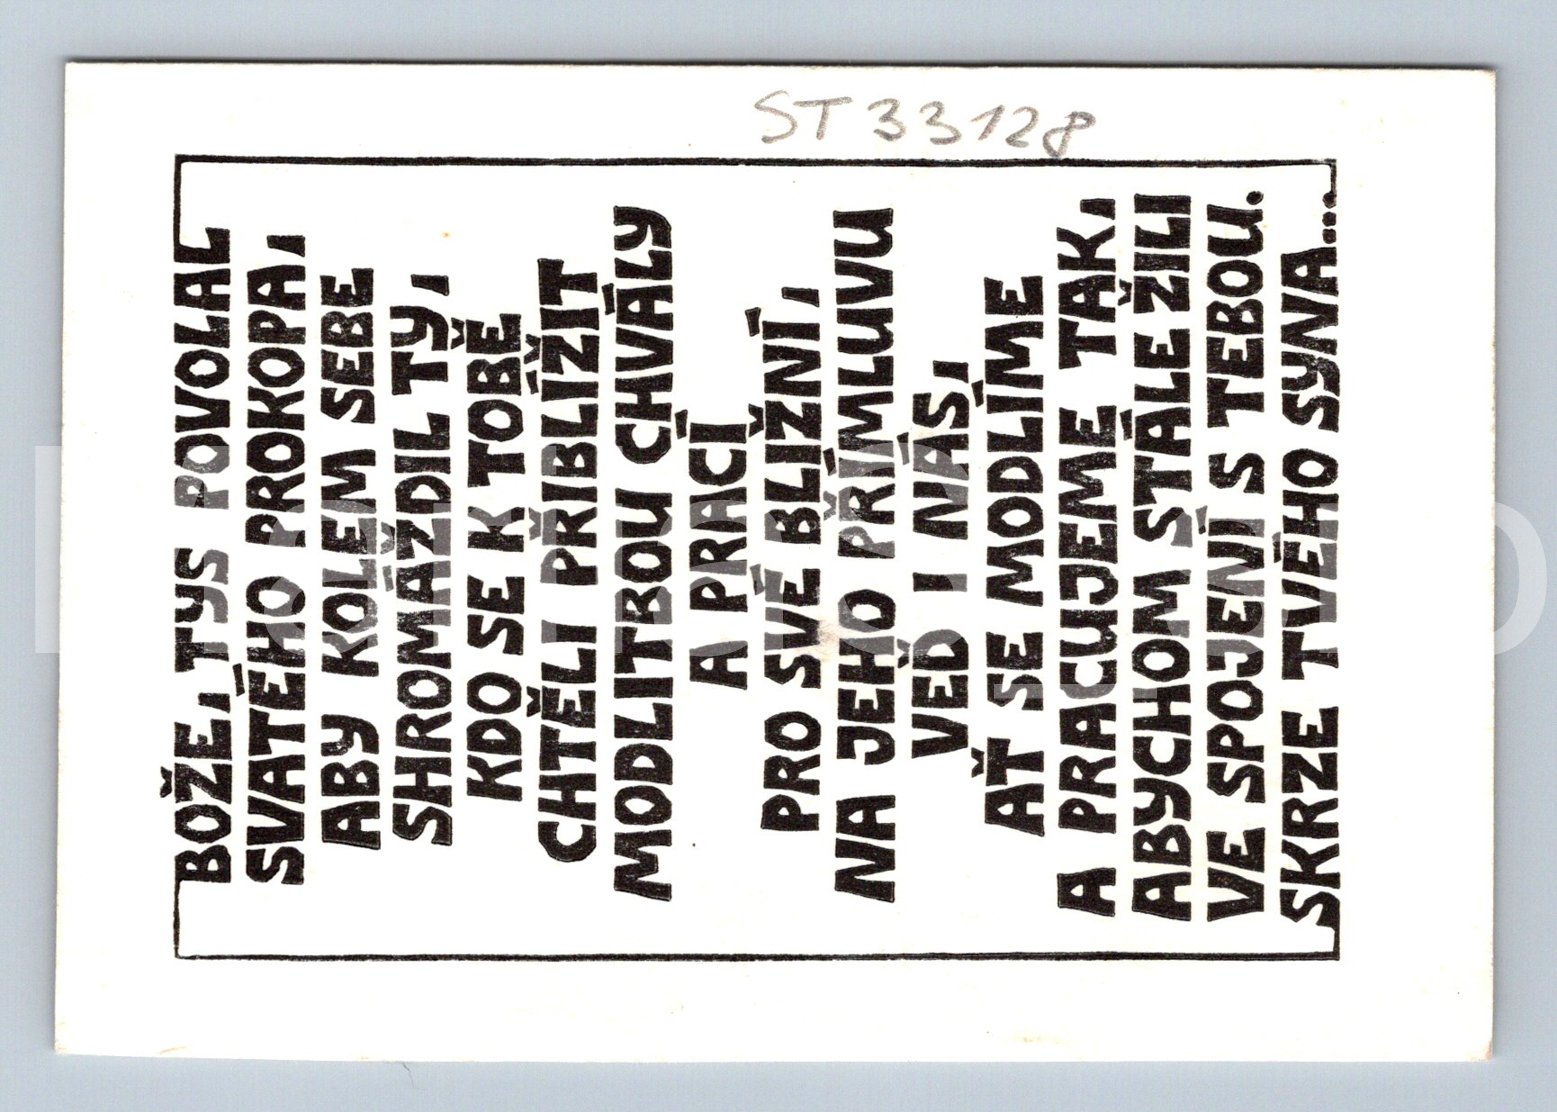 ST 33128
BOŽE, TYS POVOLAL
SVATÉHO PROKOPA,
ABY KOLEM SEBE
SHROMÁŽDIL TY,
KDO SE K TOBĚ
CHTĚLI PŘIBLÍŽIT
MODLITBOU CHVÁLY
A PRACÍ
PRO SVÉ BLIŽNÍ,
NA JEHO PŘÍMLUVU
VEĎ I NÁS,
AŤ SE MODLÍME
A PRACUJEME TAK,
ABYCHOM STÁLE ŽILI
VE SPOJENÍ S TEBOU.
SKRZE TVÉHO SYNA...